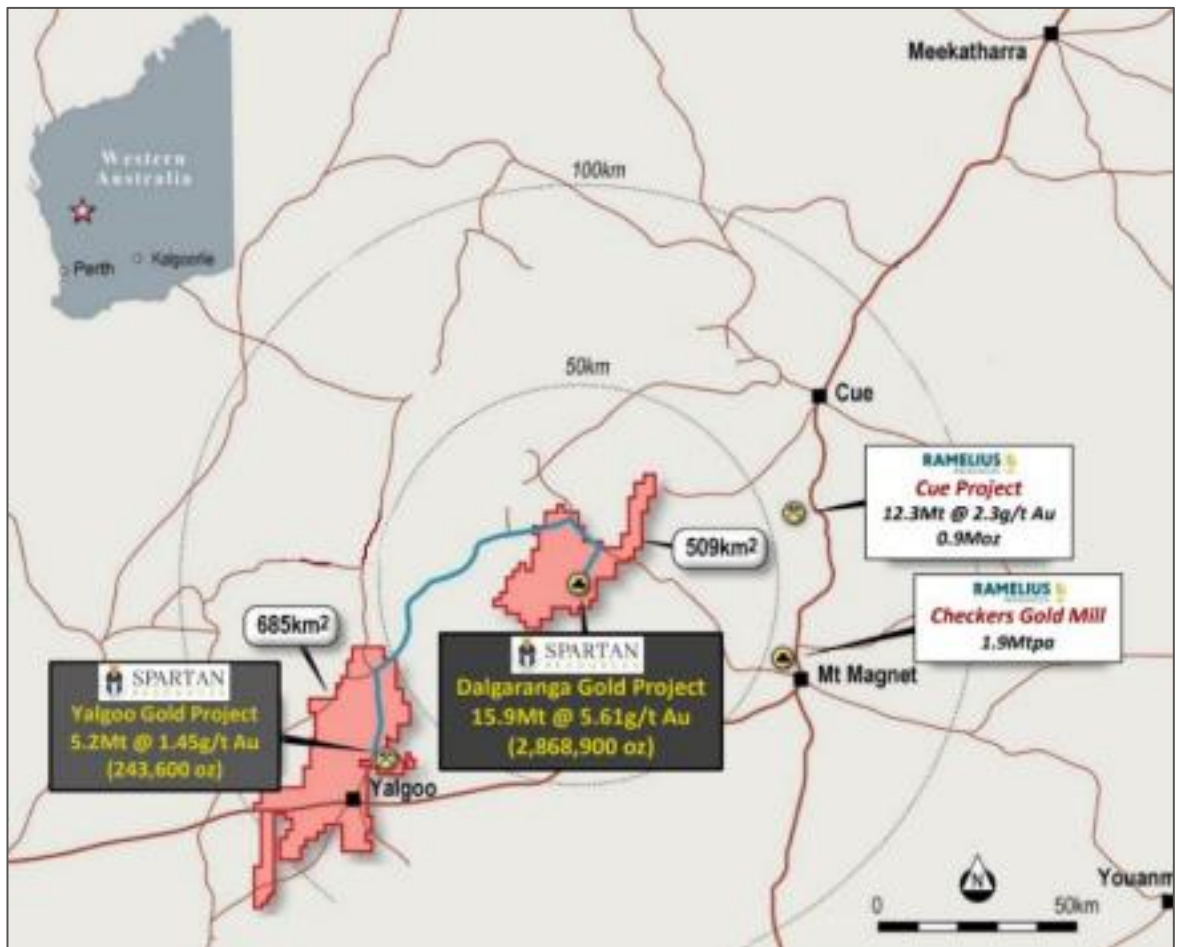 Meekatharra
Western
Australia
Perth
Kalgoorlie
100km
50km
Cue
RAMELIUS
Cue Project
12.3Mt @ 2.3g/t Au
0.9Moz
509km²
RAMELIUS
Checkers Gold Mill
1.9Mtpa
685km²
Mt Magnet
SPARTAN
Dalgaranga Gold Project
15.9Mt @ 5.61g/t Au
(2,868,900 oz)
SPARTAN
Yalgoo Gold Project
5.2Mt @ 1.45g/t Au
(243,600 oz)
Yalgoo
N
Youanm
0
50km